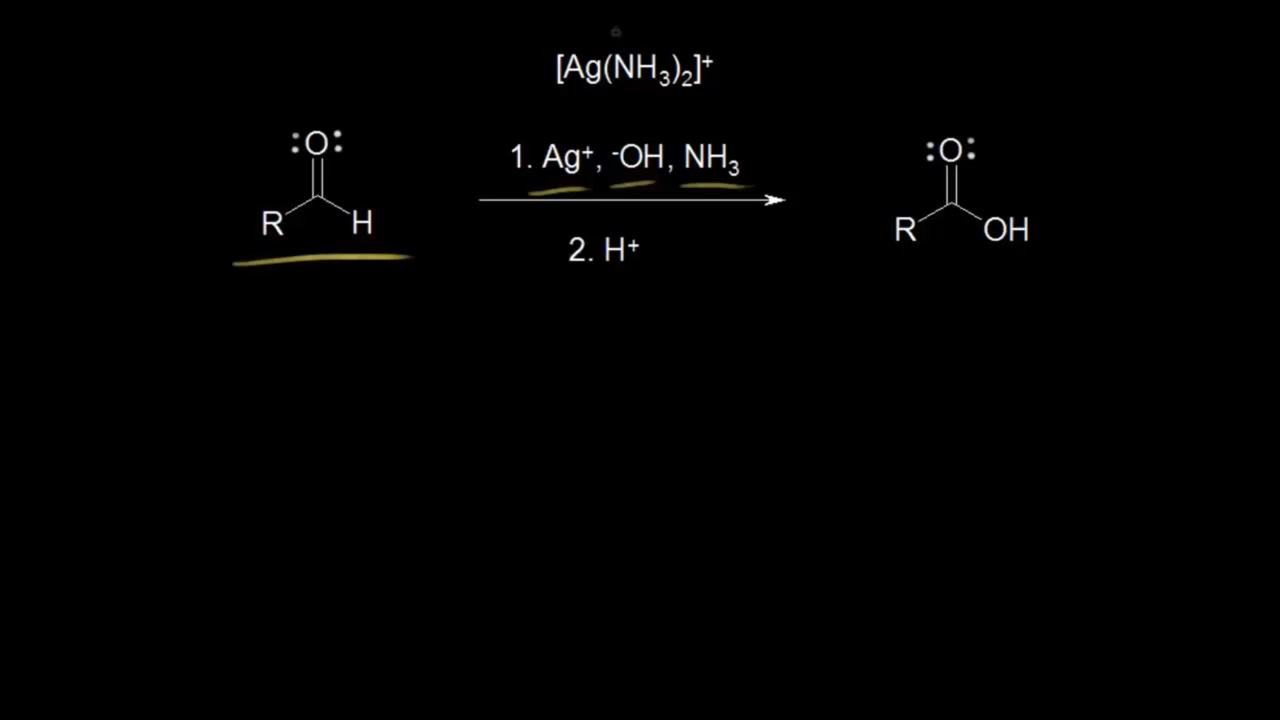 [Ag(NH₃)₂]⁺
:O:
1. Ag⁺, ⁻OH, NH₃
:O:
R H
2. H⁺
R OH